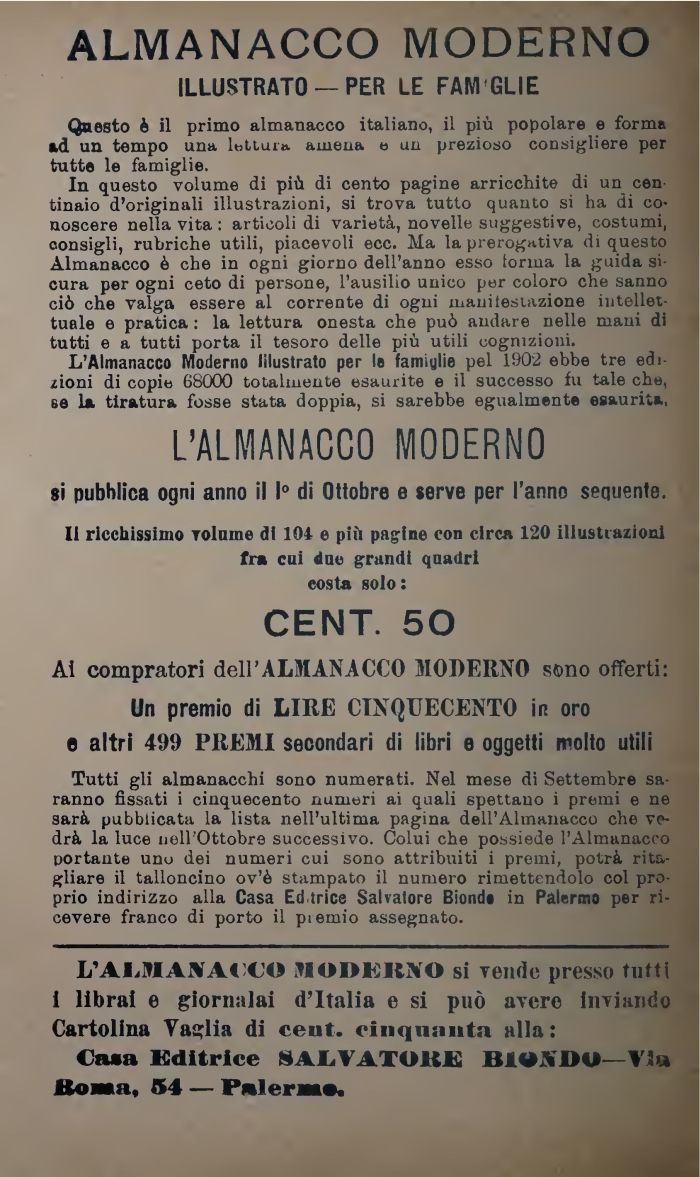 ALMANACCO MODERNO
ILLUSTRATO — PER LE FAMIGLIE
Questo è il primo almanacco italiano, il più popolare e forma
ad un tempo una lettura amena e un prezioso consigliere per
tutte le famiglie.
In questo volume di più di cento pagine arricchite di un cen-
tinaio d'originali illustrazioni, si trova tutto quanto si ha di co-
noscere nella vita: articoli di varietà, novelle suggestive, costumi,
consigli, rubriche utili, piacevoli ecc. Ma la prerogativa di questo
Almanacco è che in ogni giorno dell'anno esso forma la guida si-
cura per ogni ceto di persone, l'ausilio unico per coloro che sanno
ciò che valga essere al corrente di ogni manifestazione intellet-
tuale e pratica: la lettura onesta che può andare nelle mani di
tutti e a tutti porta il tesoro delle più utili cognizioni.
L'Almanacco Moderno Illustrato per le famiglie pel 1902 ebbe tre edi-
zioni di copie 68000 totalmente esaurite e il successo fu tale che,
se la tiratura fosse stata doppia, si sarebbe egualmente esaurita.
L'ALMANACCO MODERNO
si pubblica ogni anno il 1° di Ottobre e serve per l'anno sequente.
Il ricchissimo volume di 104 e più pagine con circa 120 illustrazioni
fra cui due grandi quadri
costa solo:
CENT. 50
Ai compratori dell'ALMANACCO MODERNO sono offerti:
Un premio di LIRE CINQUECENTO in oro
e altri 499 PREMI secondari di libri e oggetti molto utili
Tutti gli almanacchi sono numerati. Nel mese di Settembre sa-
ranno fissati i cinquecento numeri ai quali spettano i premi e ne
sarà pubblicata la lista nell'ultima pagina dell'Almanacco che ve-
drà la luce nell'Ottobre successivo. Colui che possiede l'Almanacco
portante uno dei numeri cui sono attribuiti i premi, potrà rita-
gliare il talloncino ov'è stampato il numero rimettendolo col pro-
prio indirizzo alla Casa Editrice Salvatore Biondo in Palermo per ri-
cevere franco di porto il premio assegnato.
L'ALMANACCO MODERNO si vende presso tutti
i librai e giornalai d'Italia e si può avere inviando
Cartolina Vaglia di cent. cinquanta alla:
Casa Editrice SALVATORE BIONDO—Via
Roma, 54 — Palermo.